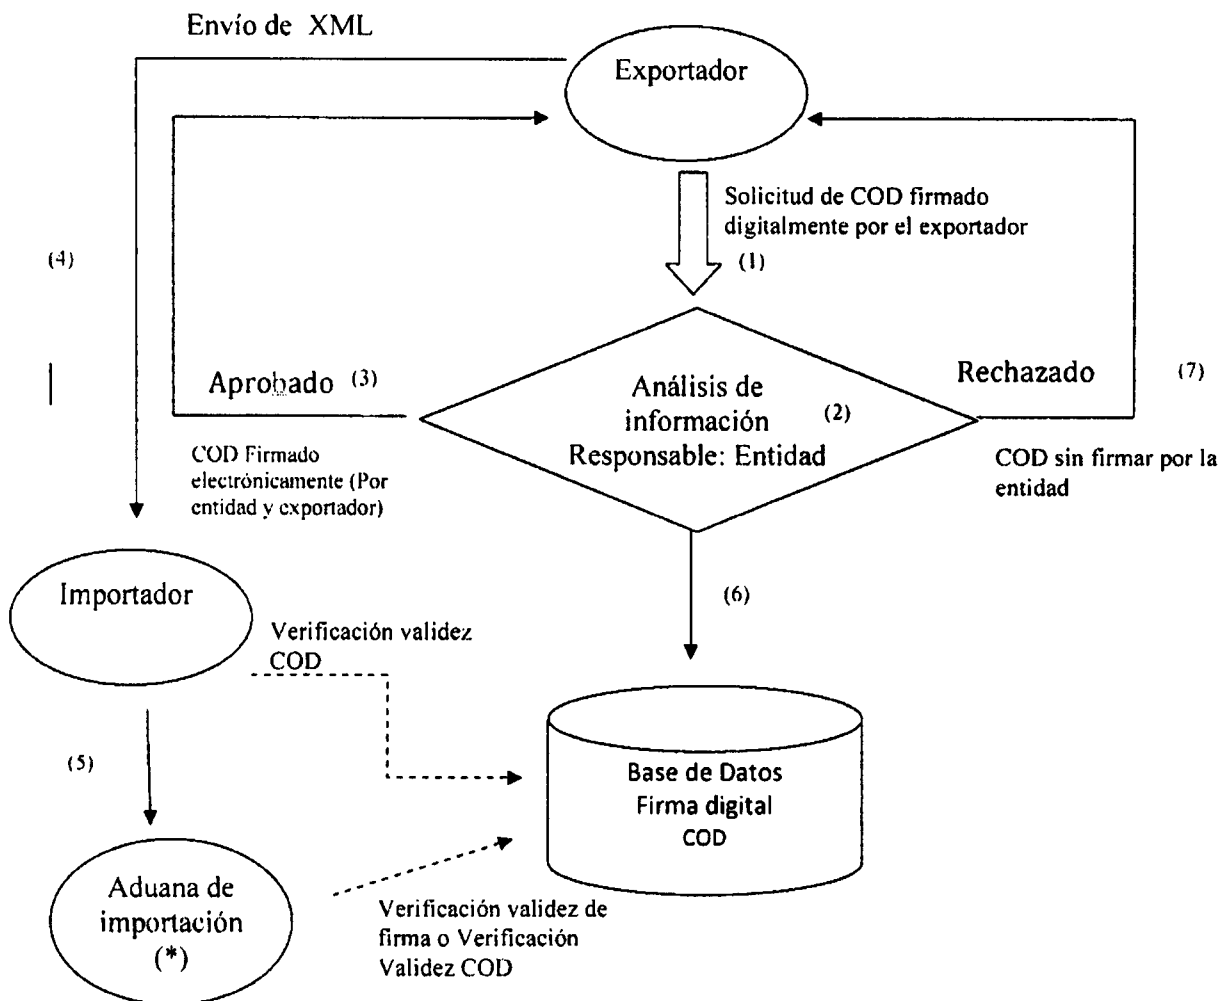 Envío de XML
Exportador
Solicitud de COD firmado
digitalmente por el exportador
(1)
(4)
Aprobado (3)
Análisis de
información
Responsable: Entidad
(2)
Rechazado
(7)
COD Firmado
electrónicamente (Por
entidad y exportador)
COD sin firmar por la
entidad
Importador
(6)
Verificación validez
COD
(5)
Base de Datos
Firma digital
COD
Aduana de
importación
(*)
Verificación validez de
firma o Verificación
Validez COD